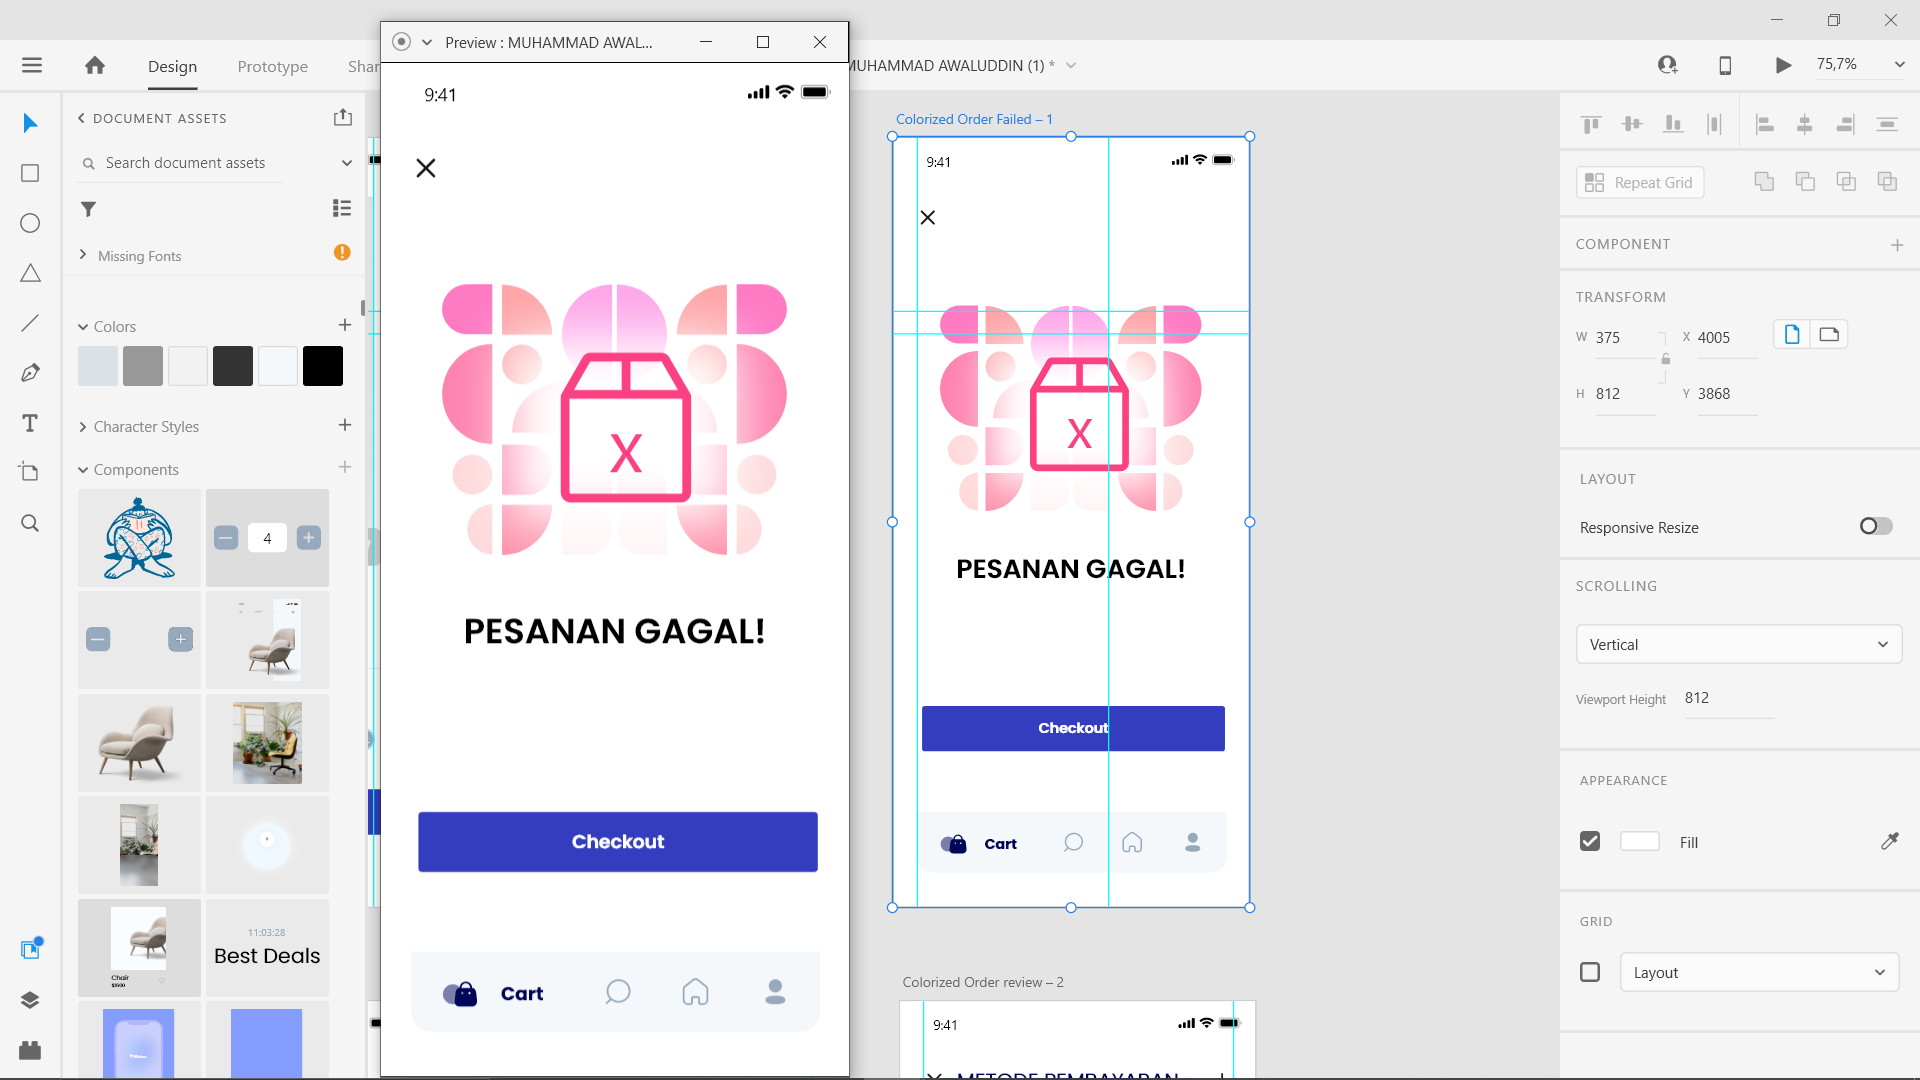 Preview : MUHAMMAD AWAL...
Design
Prototype
MUHAMMAD AWALUDDIN (1) *
75,7%
DOCUMENT ASSETS
Search document assets
Missing Fonts
Colors
Character Styles
Components
4
Chair
11:03:28
Best Deals
9:41
X
PESANAN GAGAL!
Checkout
Cart
Colorized Order Failed – 1
9:41
X
PESANAN GAGAL!
Checkout
Cart
Colorized Order review – 2
9:41
METODE PEMBAYARAN
Repeat Grid
COMPONENT
TRANSFORM
W 375
X 4005
H 812
Y 3868
LAYOUT
Responsive Resize
SCROLLING
Vertical
Viewport Height 812
APPEARANCE
Fill
GRID
Layout